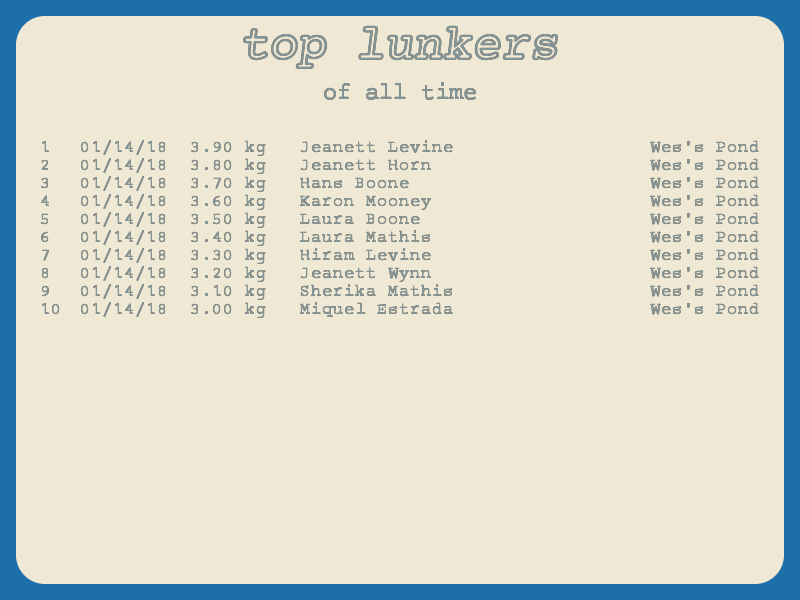 top lunkers
of all time
1 01/14/18 3.90 kg Jeanett Levine Wes's Pond
2 01/14/18 3.80 kg Jeanett Horn Wes's Pond
3 01/14/18 3.70 kg Hans Boone Wes's Pond
4 01/14/18 3.60 kg Karon Mooney Wes's Pond
5 01/14/18 3.50 kg Laura Boone Wes's Pond
6 01/14/18 3.40 kg Laura Mathis Wes's Pond
7 01/14/18 3.30 kg Hiram Levine Wes's Pond
8 01/14/18 3.20 kg Jeanett Wynn Wes's Pond
9 01/14/18 3.10 kg Sherika Mathis Wes's Pond
10 01/14/18 3.00 kg Miquel Estrada Wes's Pond